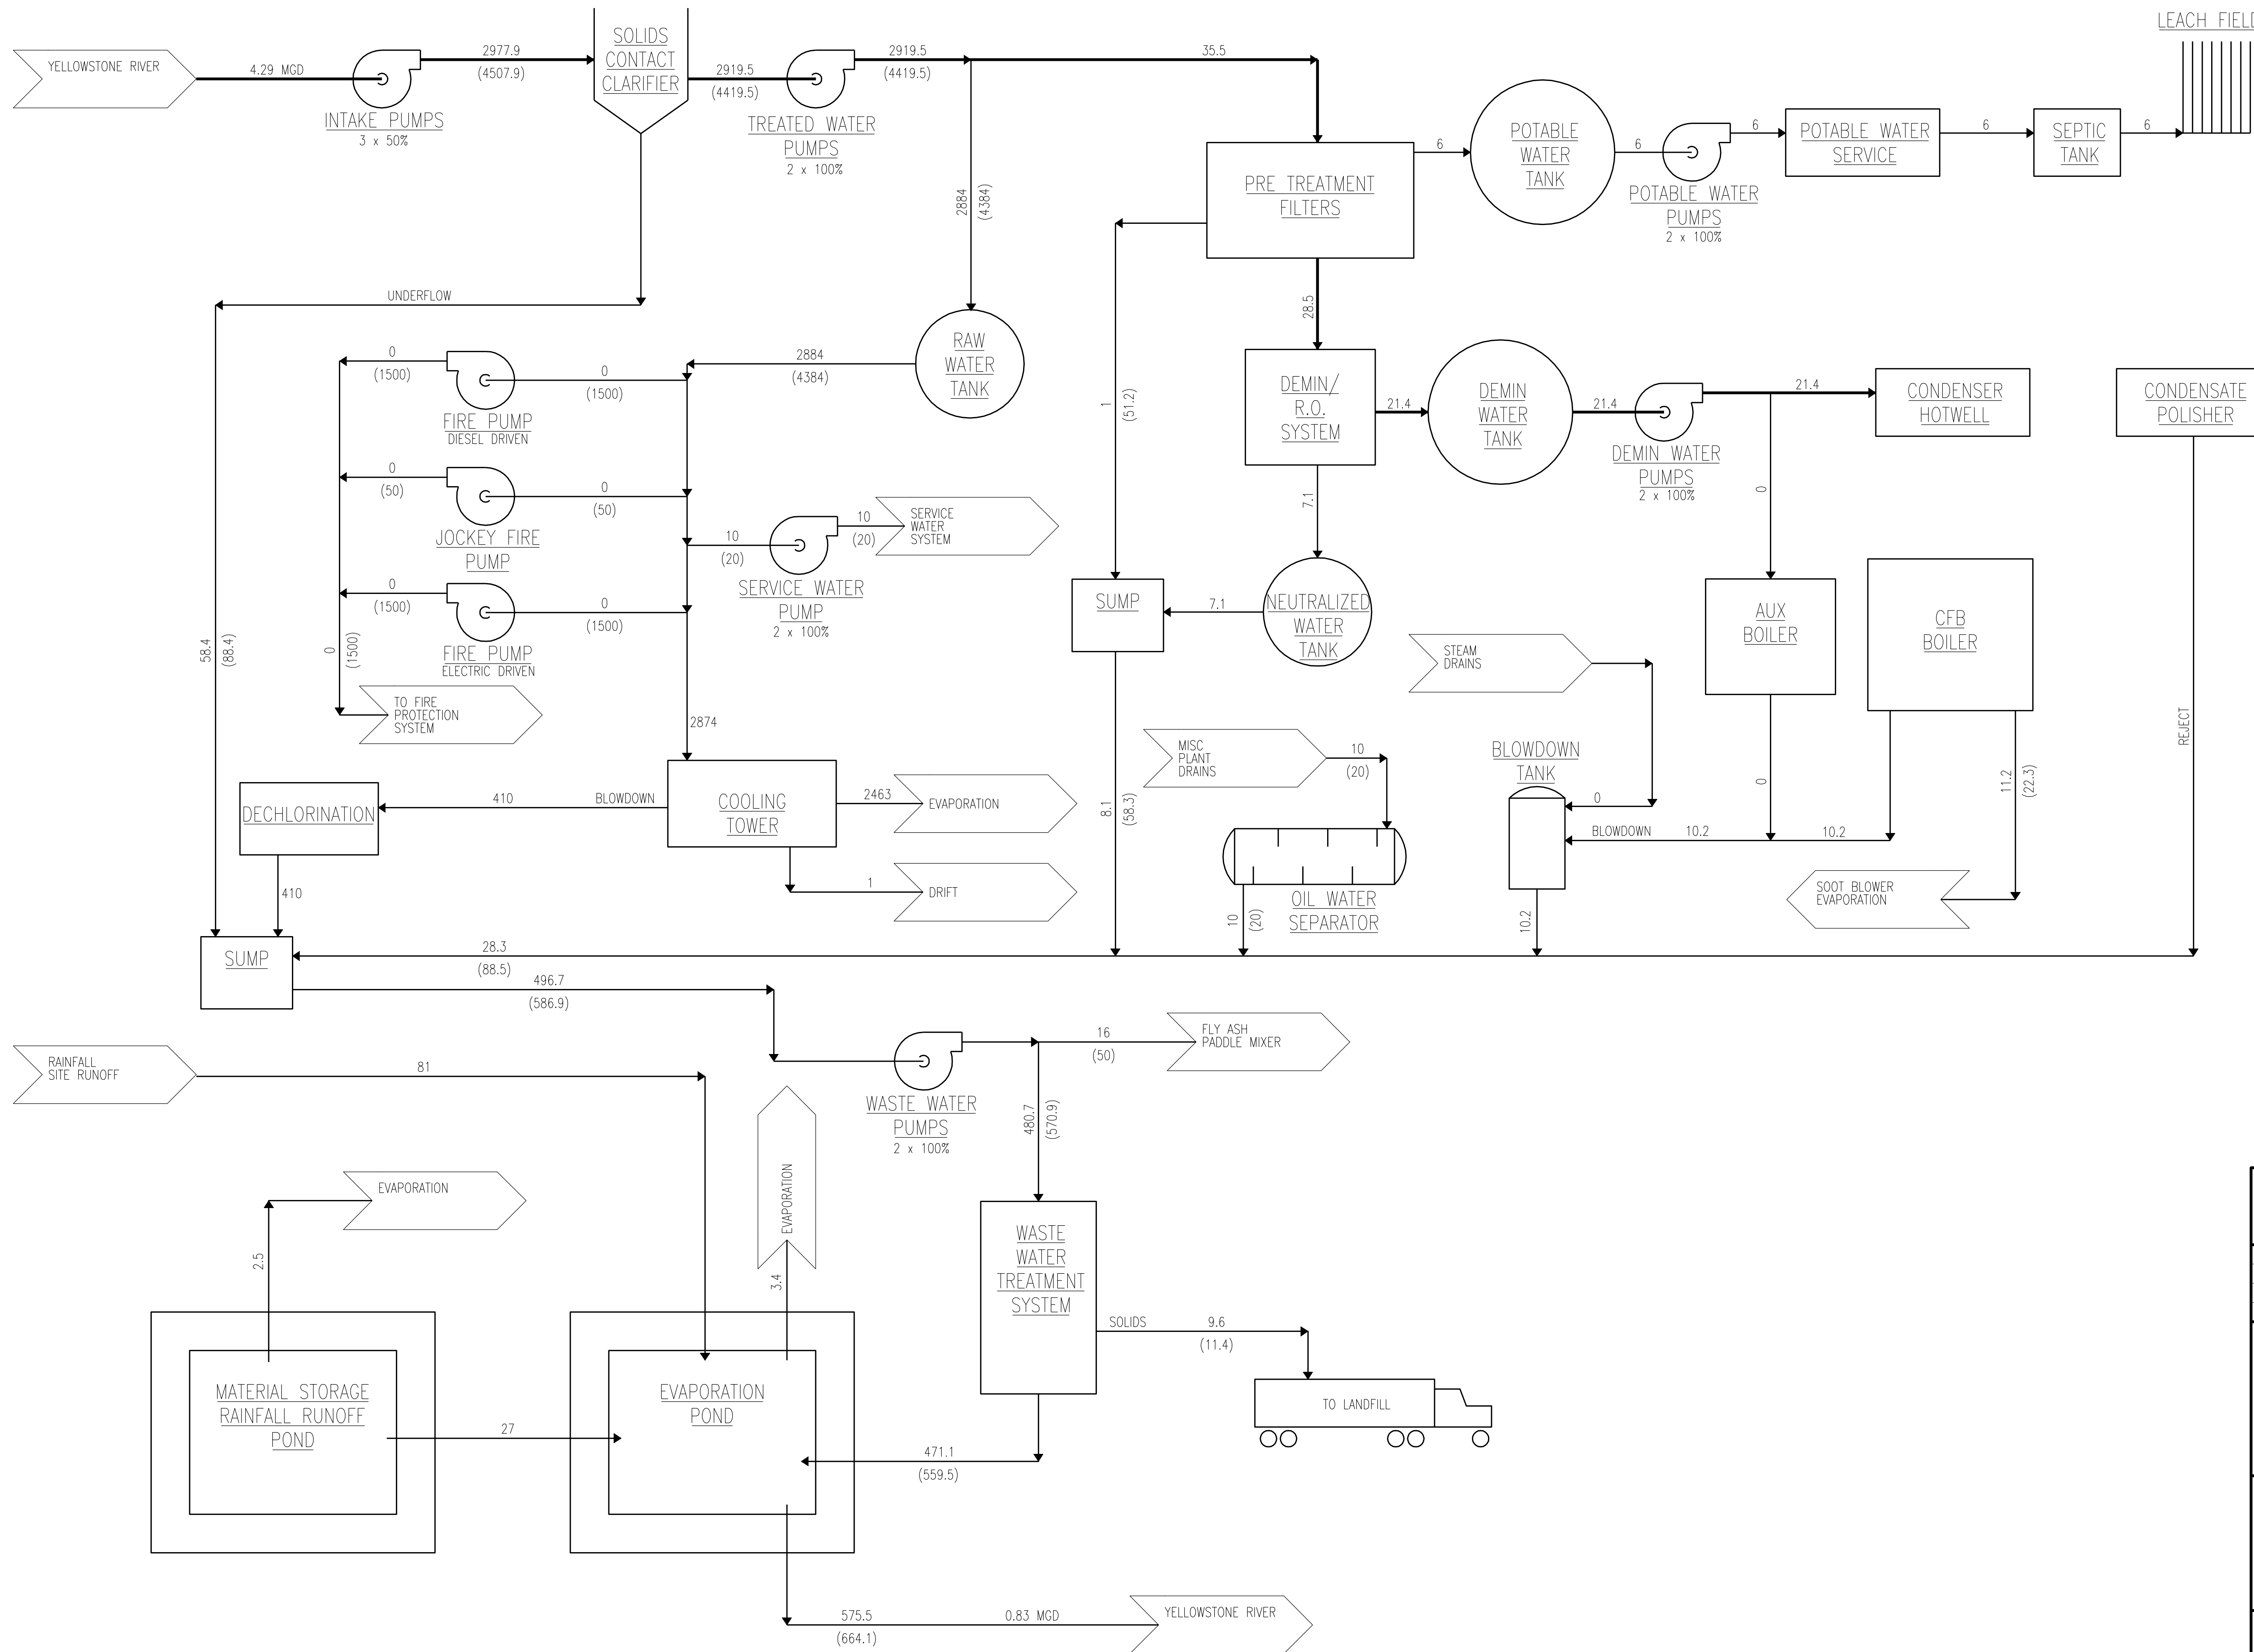 LEACH FIELD
YELLOWSTONE RIVER
4.29 MGD
INTAKE PUMPS
3 x 50%
2977.9
(4507.9)
SOLIDS
CONTACT
CLARIFIER
2919.5
(4419.5)
TREATED WATER
PUMPS
2 x 100%
2919.5
(4419.5)
35.5
2884
(4384)
PRE TREATMENT
FILTERS
6
POTABLE
WATER
TANK
6
POTABLE WATER
PUMPS
2 x 100%
6
POTABLE WATER
SERVICE
6
SEPTIC
TANK
6
UNDERFLOW
1
(51.2)
28.5
RAW
WATER
TANK
2884
(4384)
0
(1500)
FIRE PUMP
DIESEL DRIVEN
0
(1500)
0
(50)
JOCKEY FIRE
PUMP
0
(50)
0
(1500)
FIRE PUMP
ELECTRIC DRIVEN
0
(1500)
0
(1500)
TO FIRE
PROTECTION
SYSTEM
58.4
(88.4)
10
(20)
SERVICE WATER
PUMP
2 x 100%
10
(20)
SERVICE
WATER
SYSTEM
DEMIN/
R.O.
SYSTEM
21.4
DEMIN
WATER
TANK
21.4
DEMIN WATER
PUMPS
2 x 100%
21.4
CONDENSER
HOTWELL
CONDENSATE
POLISHER
7.1
0
SUMP
7.1
NEUTRALIZED
WATER
TANK
AUX
BOILER
CFB
BOILER
STEAM
DRAINS
2874
MISC
PLANT
DRAINS
10
(20)
BLOWDOWN
TANK
0
0
11.2
(22.3)
REJECT
DECHLORINATION
410
BLOWDOWN
COOLING
TOWER
2463
EVAPORATION
1
DRIFT
8.1
(58.3)
BLOWDOWN
10.2
10.2
OIL WATER
SEPARATOR
10
(20)
10.2
SOOT BLOWER
EVAPORATION
410
SUMP
28.3
(88.5)
496.7
(586.9)
WASTE WATER
PUMPS
2 x 100%
16
(50)
FLY ASH
PADDLE MIXER
RAINFALL
SITE RUNOFF
81
480.7
(570.9)
EVAPORATION
2.5
EVAPORATION
3.4
WASTE
WATER
TREATMENT
SYSTEM
SOLIDS
9.6
(11.4)
TO LANDFILL
MATERIAL STORAGE
RAINFALL RUNOFF
POND
27
EVAPORATION
POND
471.1
(559.5)
575.5
(664.1)
0.83 MGD
YELLOWSTONE RIVER